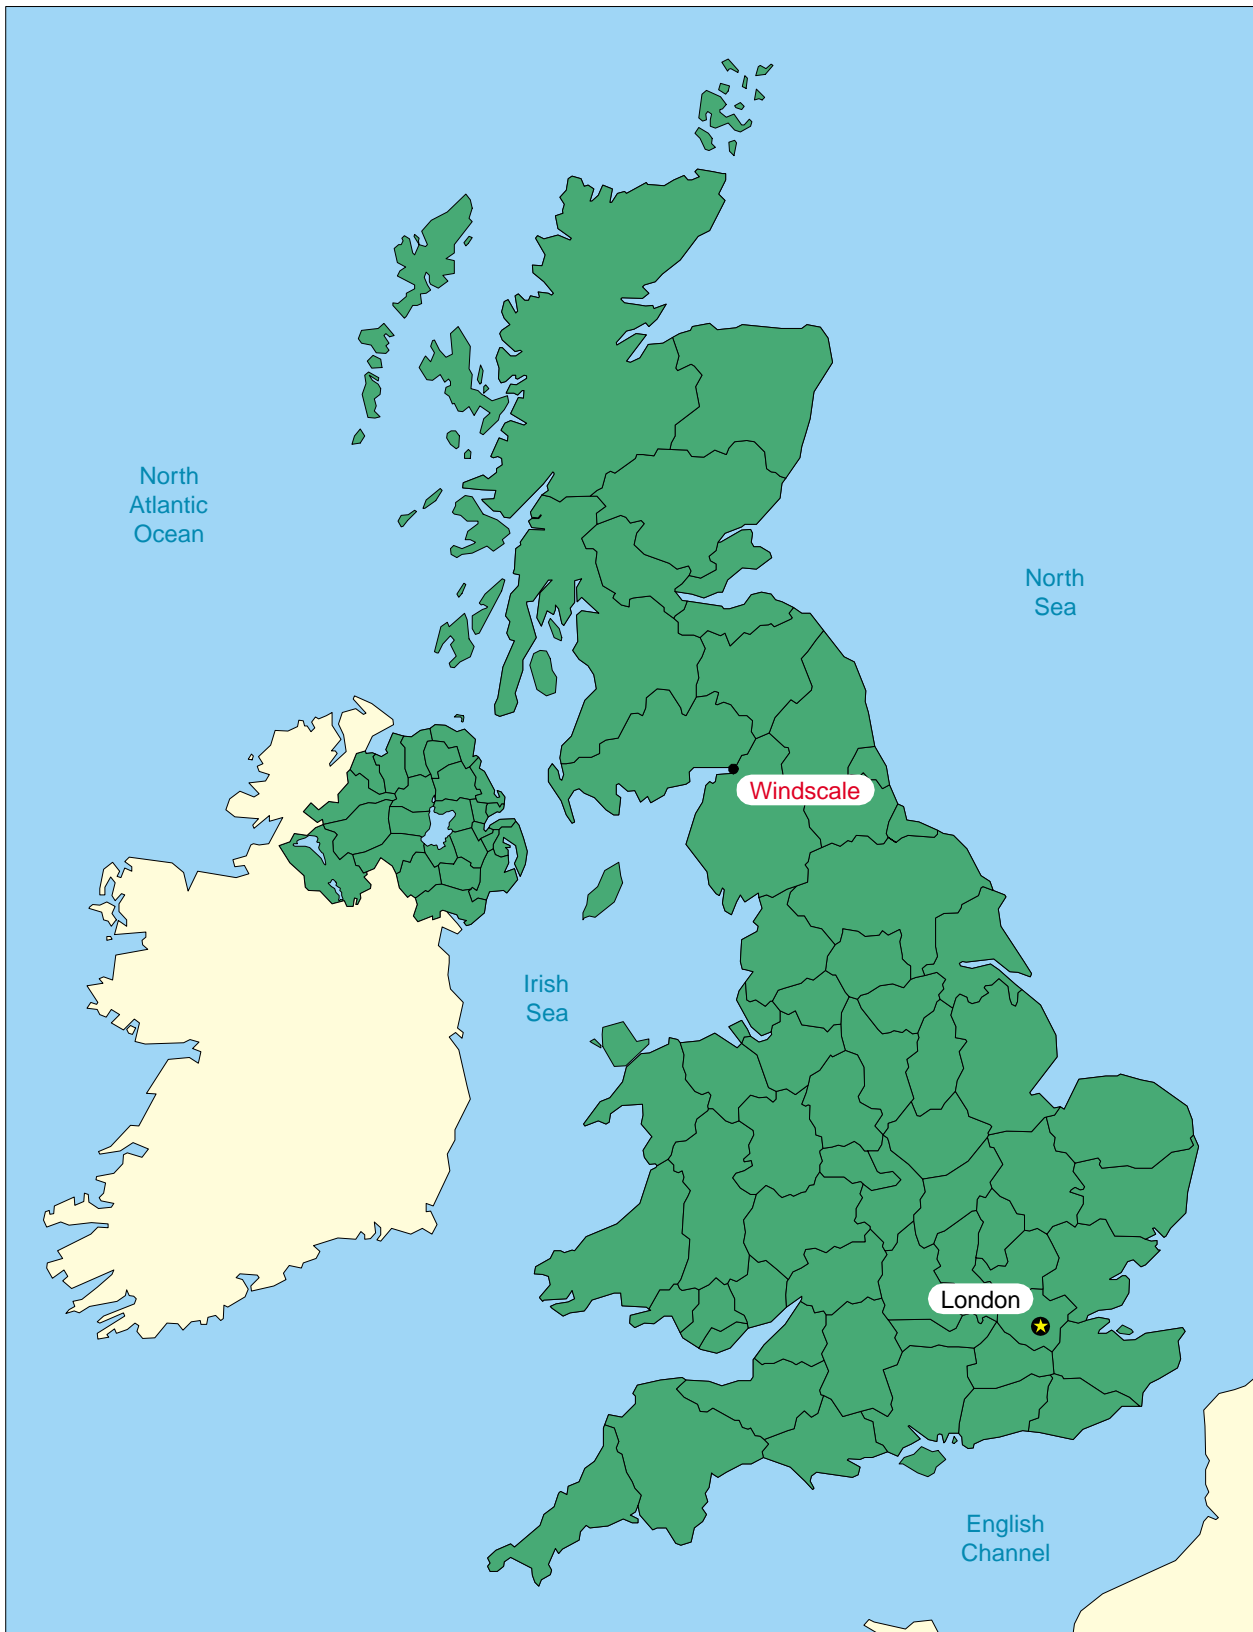 North
Atlantic
Ocean
North
Sea
Windscale
Irish
Sea
London
English
Channel